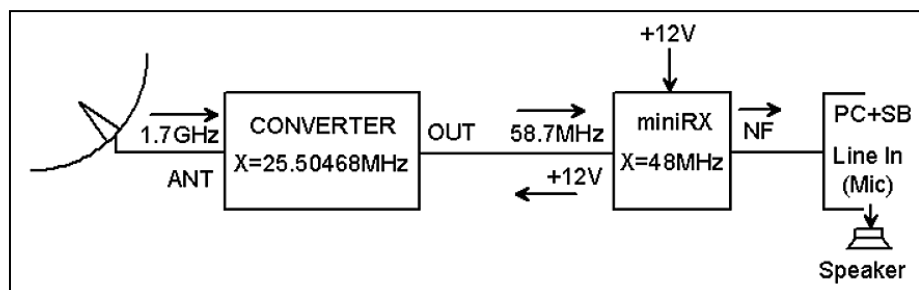 +12V
1.7GHz
ANT
CONVERTER
X=25.50468MHz
OUT
58.7MHz
+12V
miniRX
X=48MHz
NF
PC+SB
Line In
(Mic)
Speaker